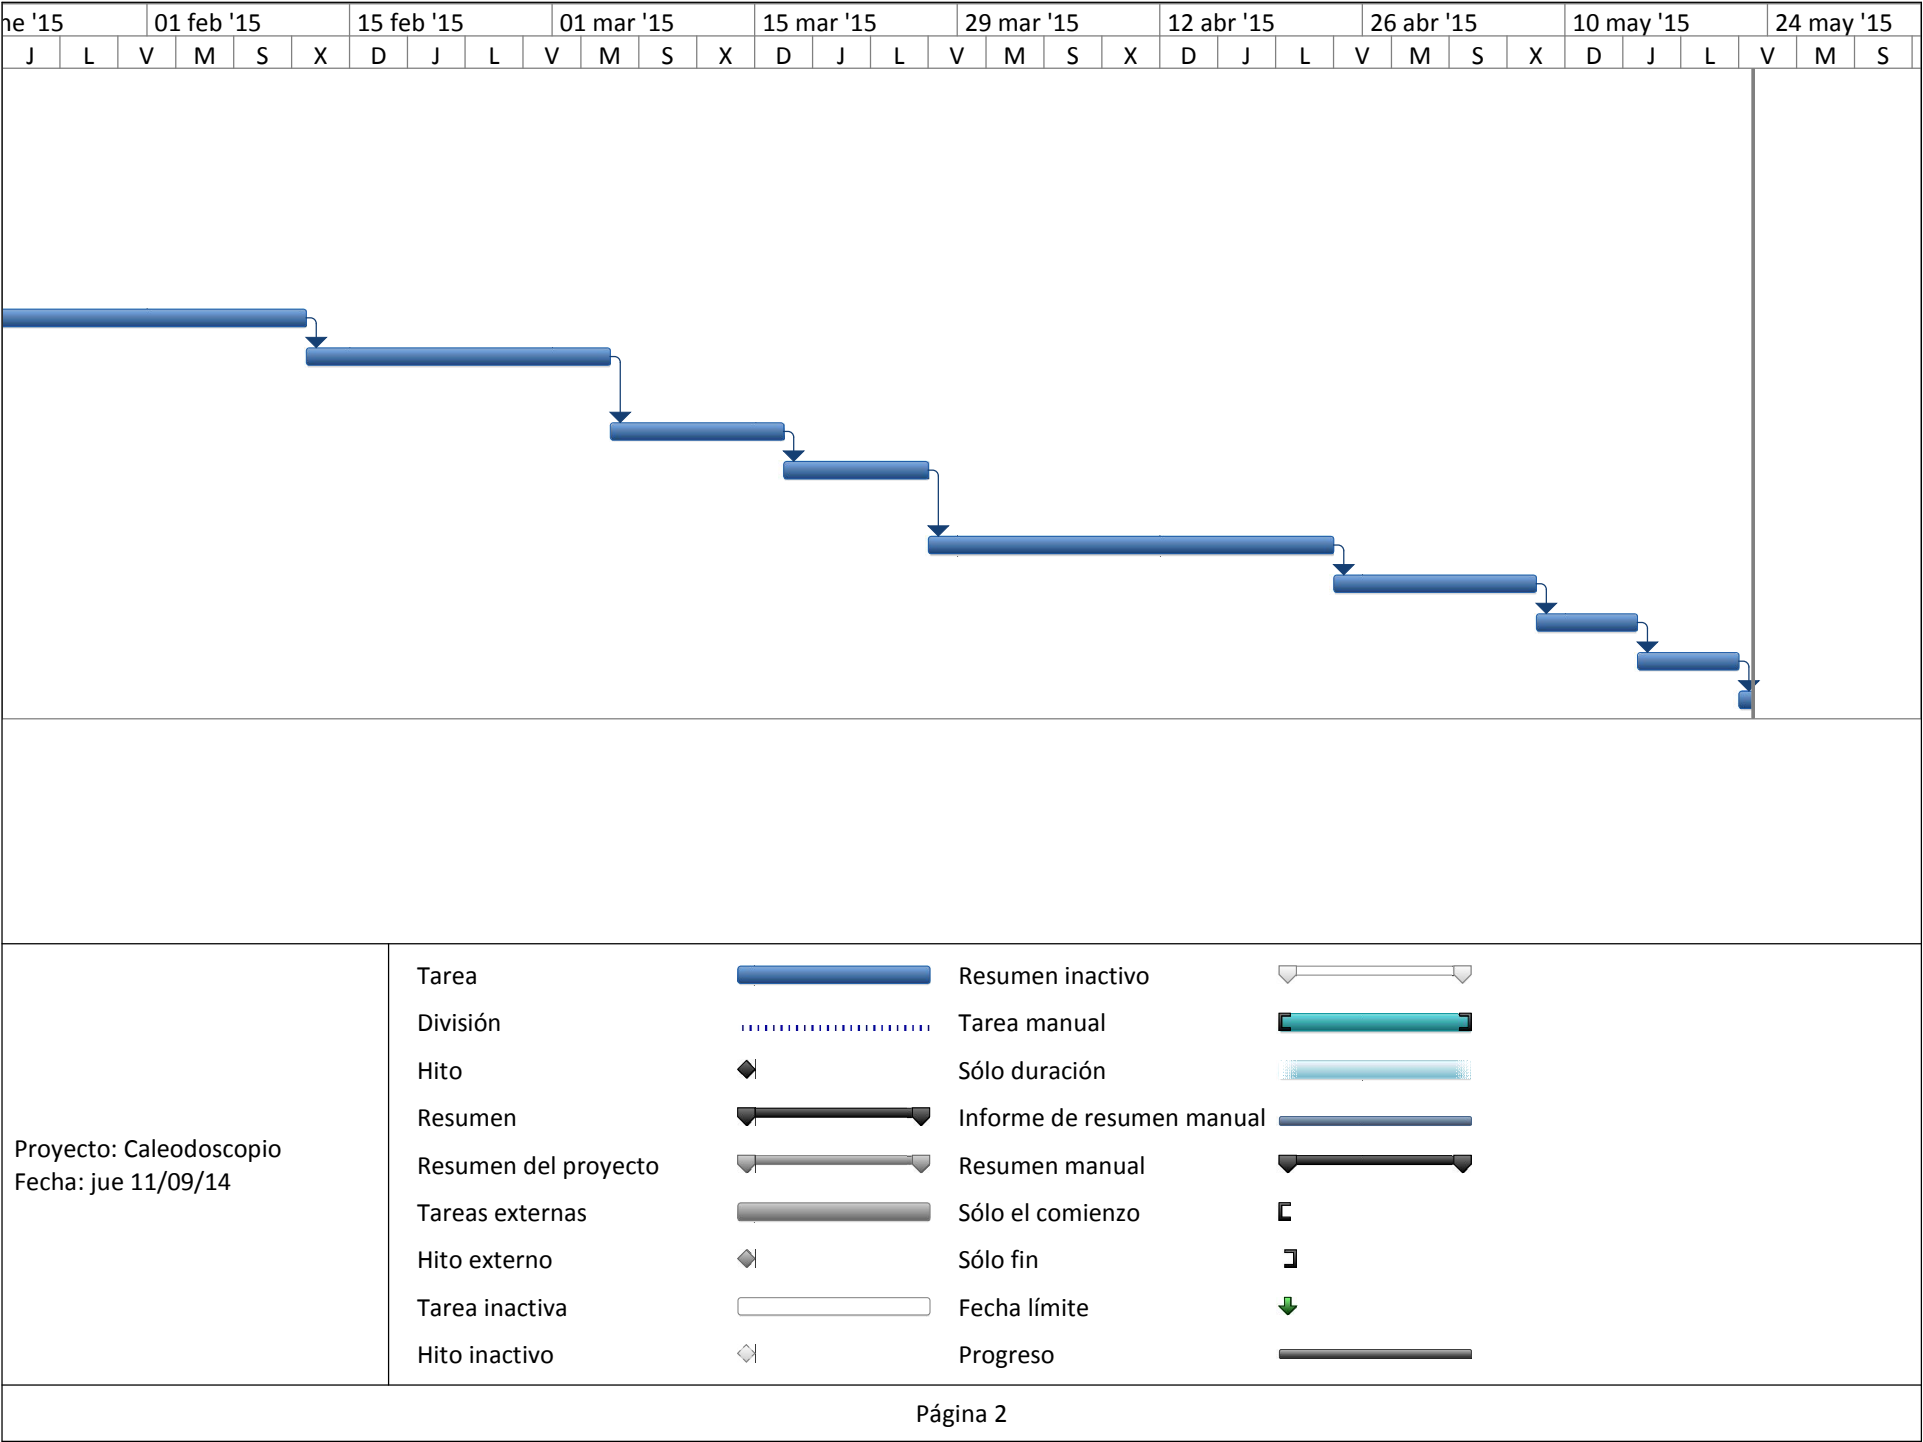 ne '15 01 feb '15 15 feb '15 01 mar '15 15 mar '15 29 mar '15 12 abr '15 26 abr '15 10 may '15 24 may '15
J L V M S X D J L V M S X D J L V M S X D J L V M S X D J L V M S
Proyecto: Caleodoscopio
Fecha: jue 11/09/14
Tarea
División
Hito
Resumen
Resumen del proyecto
Tareas externas
Hito externo
Tarea inactiva
Hito inactivo
Resumen inactivo
Tarea manual
Sólo duración
Informe de resumen manual
Resumen manual
Sólo el comienzo
Sólo fin
Fecha límite
Progreso
Página 2